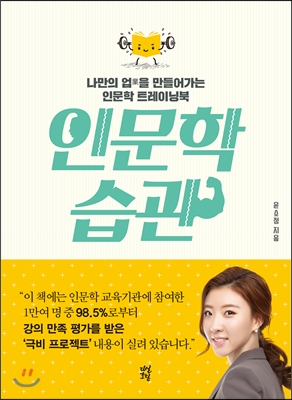 나만의 업業을 만들어가는
인문학 트레이닝북
인문학
습관
윤소정 지음
“이 책에는 인문학 교육기관에 참여한
1만여 명 중 98.5%로부터
강의 만족 평가를 받은
‘극비 프로젝트’ 내용이 실려 있습니다.”
다산
초당